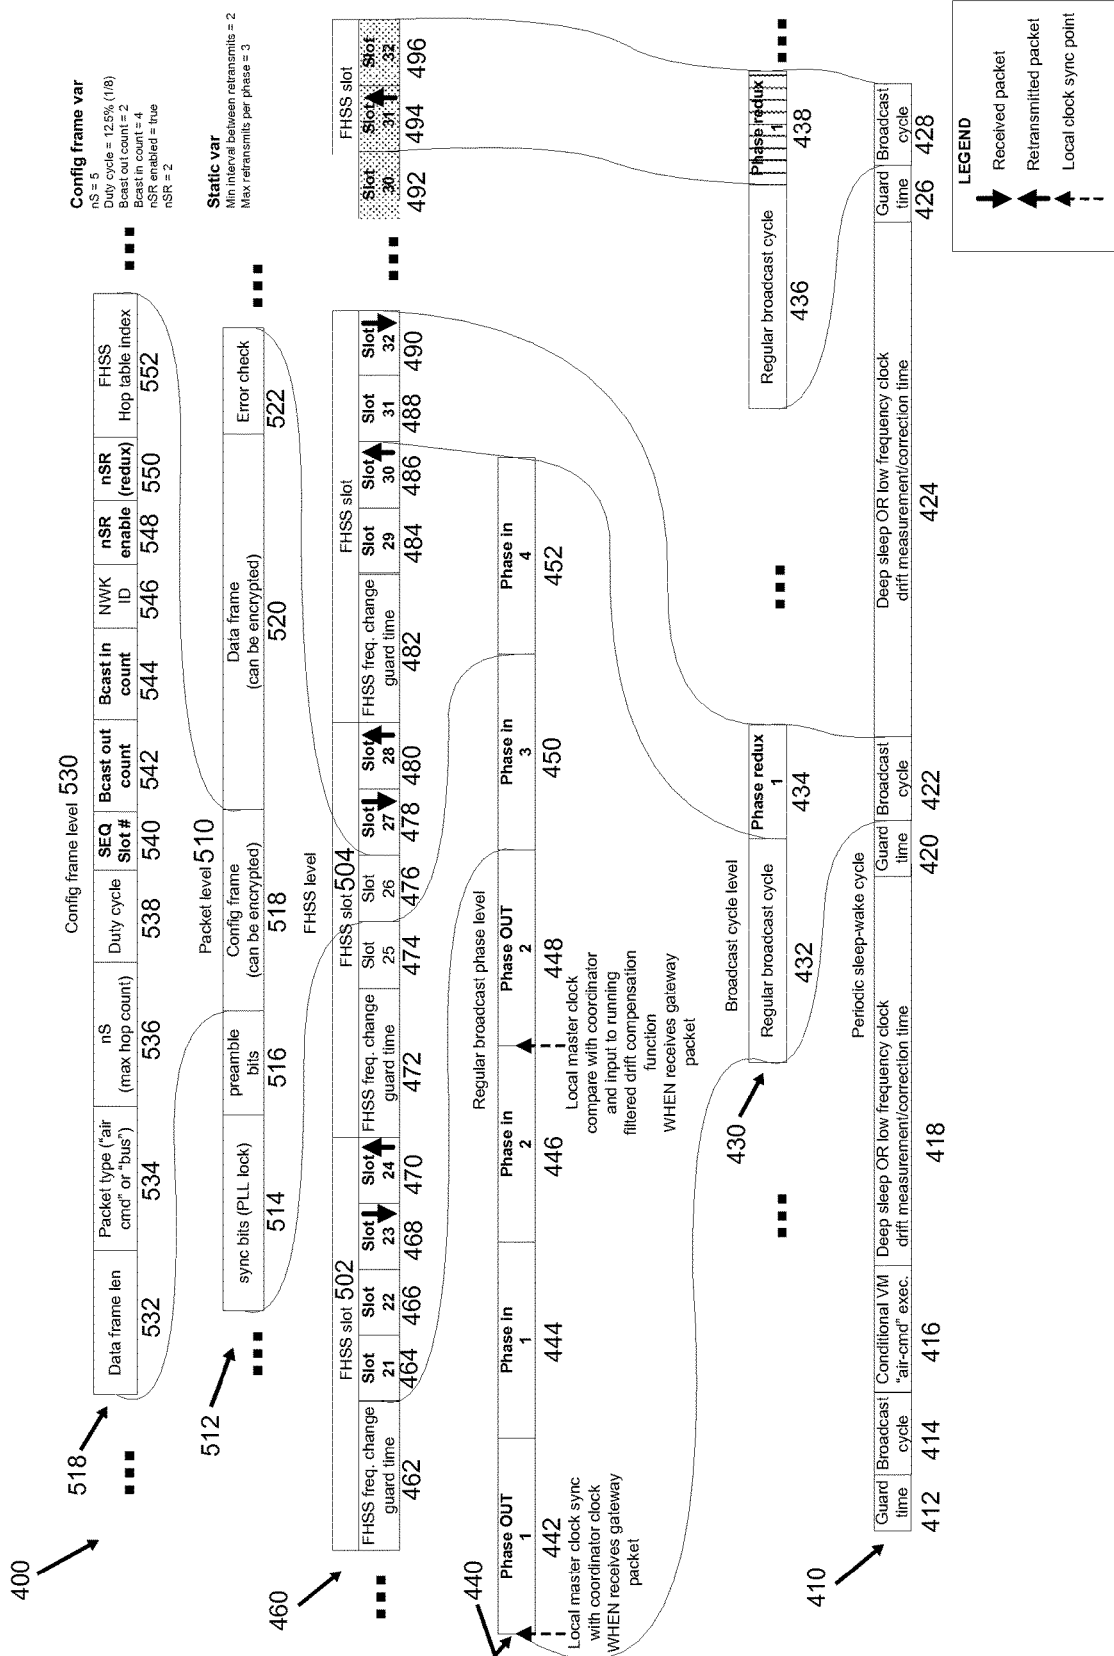 400
Config frame level 530
518
Data frame len
532
Packet type ("air
cmd" or "bus")
534
nS
(max hop count)
536
Duty cycle
538
SEQ
Slot #
540
Bcast out
count
542
Bcast in
count
544
NWK
ID
546
nSR
enable
548
nSR
(redux)
550
FHSS
Hop table index
552
Config frame var
nS = 5
Duty cycle = 12.5% (1/8)
Bcast out count = 2
Bcast in count = 4
nSR enabled = true
nSR = 2
Packet level 510
512
sync bits (PLL lock)
514
preamble
bits
516
Config frame
(can be encrypted)
518
Data frame
(can be encrypted)
520
Error check
522
Static var
Min interval between retransmits = 2
Max retransmits per phase = 3
FHSS level
460
FHSS freq. change
guard time
462
FHSS slot 502
Slot
21
464
Slot
22
466
Slot
23
468
Slot
24
470
FHSS freq. change
guard time
472
FHSS slot 504
Slot
25
474
Slot
26
476
Slot
27
478
Slot
28
480
FHSS freq. change
guard time
482
FHSS slot
Slot
29
484
Slot
30
486
Slot
31
488
Slot
32
490
FHSS slot
Slot
30
492
Slot
31
494
Slot
32
496
Regular broadcast phase level
440
Phase OUT
1
442
Phase in
1
444
Phase in
2
446
Phase OUT
2
448
Phase in
3
450
Phase in
4
452
Local master clock sync
with coordinator clock
WHEN receives gateway
packet
Local master clock
compare with coordinator
and input to running
filtered drift compensation
function
WHEN receives gateway
packet
Broadcast cycle level
430
Regular broadcast cycle
432
Phase redux
1
434
Regular broadcast cycle
436
Phase redux
1
438
Periodic sleep-wake cycle
410
Guard
time
412
Broadcast
cycle
414
Conditional VM
"air-cmd" exec.
416
Deep sleep OR low frequency clock
drift measurement/correction time
418
Guard
time
420
Broadcast
cycle
422
Deep sleep OR low frequency clock
drift measurement/correction time
424
Guard
time
426
Broadcast
cycle
428
LEGEND
Received packet
Retransmitted packet
Local clock sync point